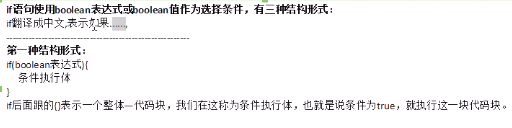 if语句使用boolean表达式或boolean值作为选择条件，有三种结构形式：
if翻译成中文,表示如果……,
------------------------------------------------
第一种结构形式：
if(boolean表达式){
条件执行体
}
if后面跟的{}表示一个整体—代码块，我们在这称为条件执行体，也就是说条件为true，就执行这一块代码块。